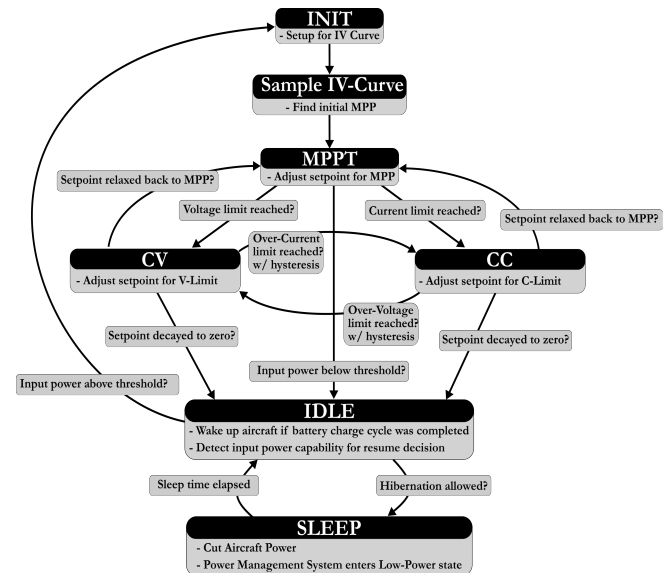 INIT
- Setup for IV Curve
Sample IV-Curve
- Find initial MPP
MPPT
- Adjust setpoint for MPP
Setpoint relaxed back to MPP?
Voltage limit reached?
Current limit reached?
Setpoint relaxed back to MPP?
Over-Current
limit reached?
w/ hysteresis
CV
- Adjust setpoint for V-Limit
CC
- Adjust setpoint for C-Limit
Over-Voltage
limit reached?
w/ hysteresis
Setpoint decayed to zero?
Setpoint decayed to zero?
Input power above threshold?
Input power below threshold?
IDLE
- Wake up aircraft if battery charge cycle was completed
- Detect input power capability for resume decision
Sleep time elapsed
Hibernation allowed?
SLEEP
- Cut Aircraft Power
- Power Management System enters Low-Power state